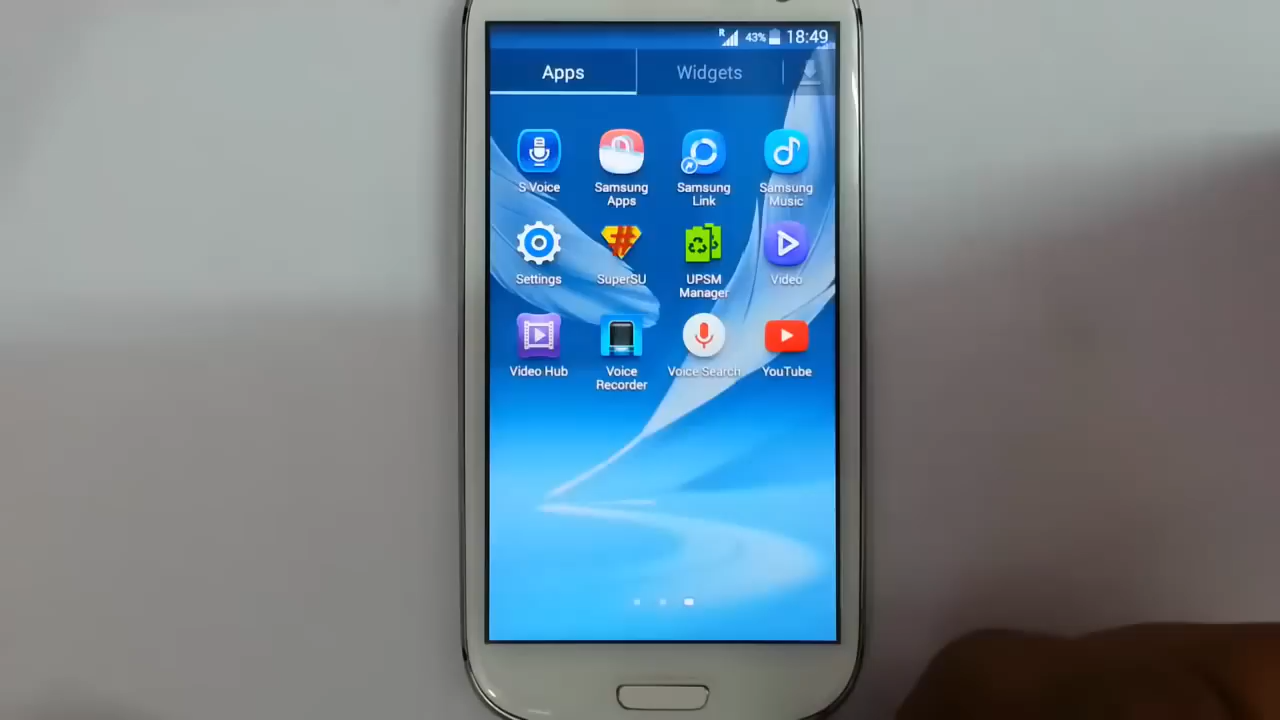 R 43% 18:49
Apps Widgets
S Voice Samsung Apps Samsung Link Samsung Music
Settings SuperSU UPSM Manager Video
Video Hub Voice Recorder Voice Search YouTube